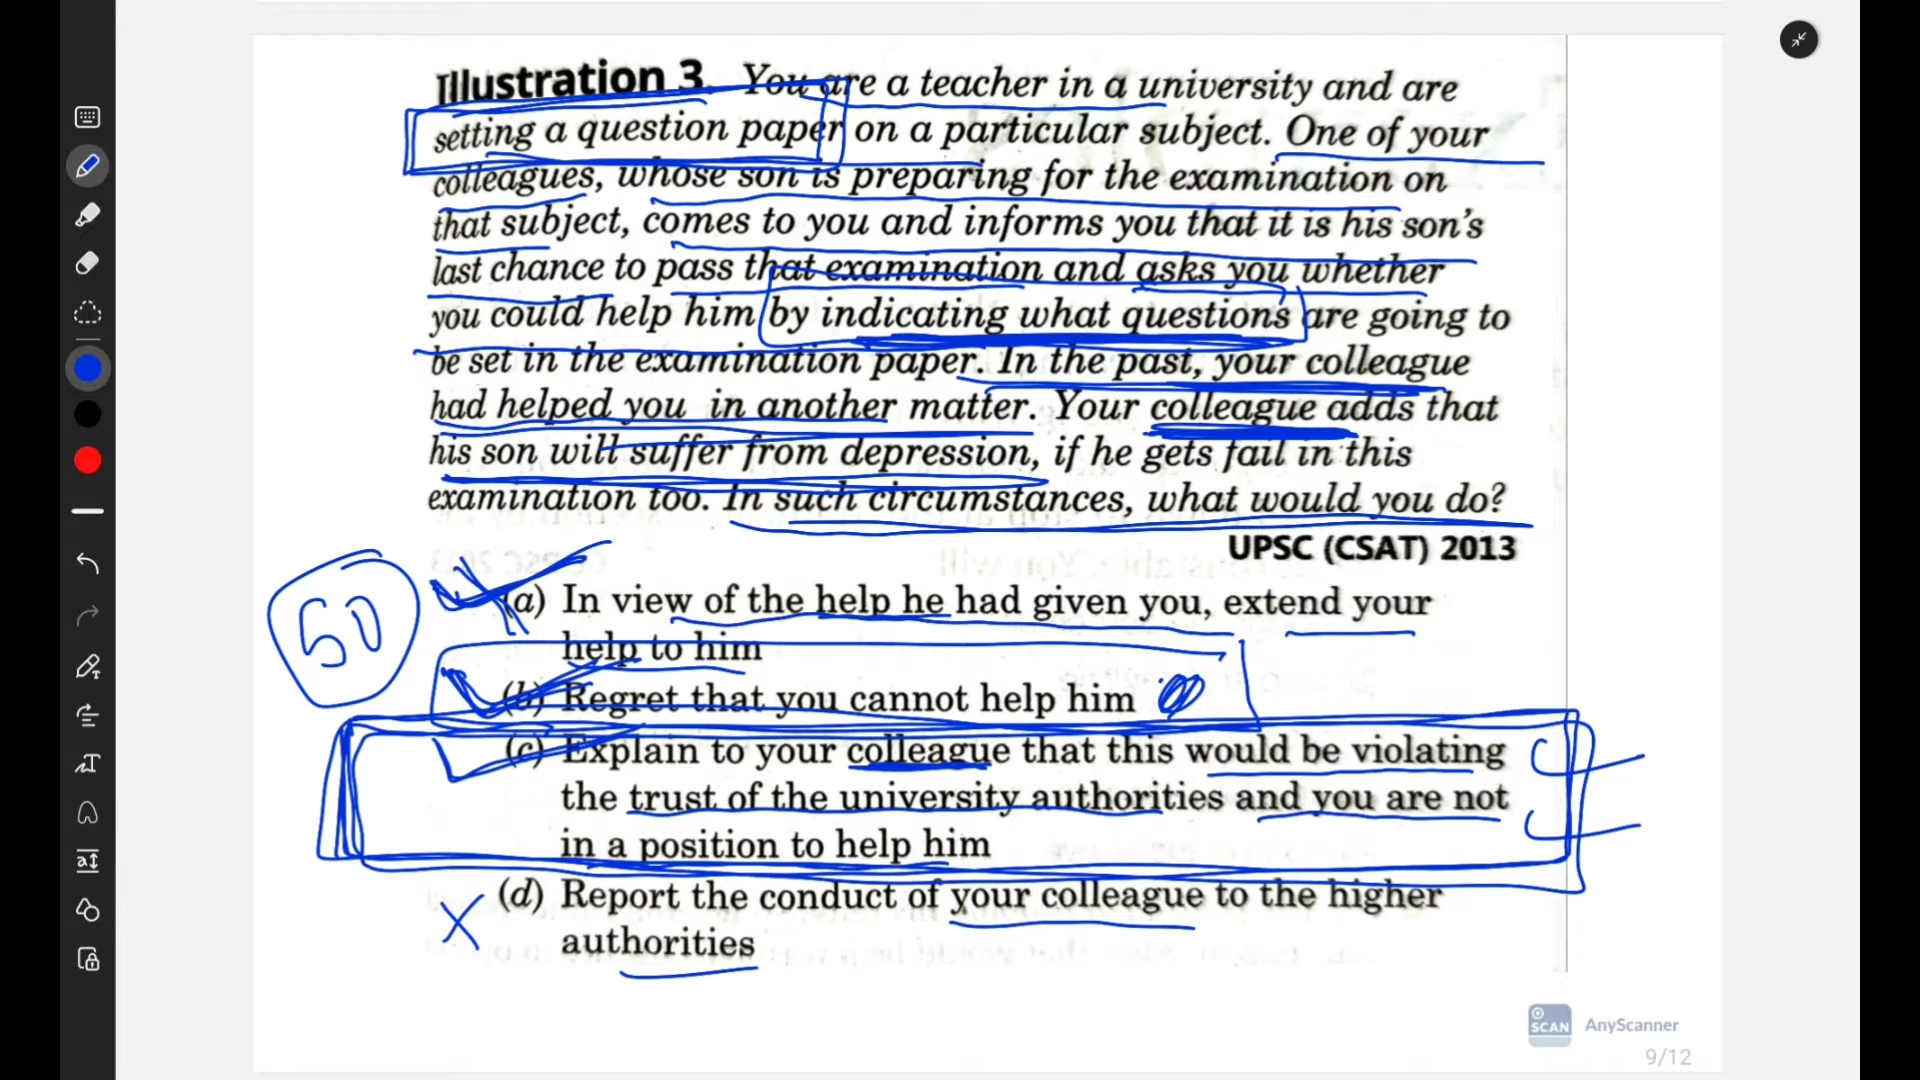 Illustration 3. You are a teacher in a university and are
setting a question paper on a particular subject. One of your
colleagues, whose son is preparing for the examination on
that subject, comes to you and informs you that it is his son's
last chance to pass that examination and asks you whether
you could help him by indicating what questions are going to
be set in the examination paper. In the past, your colleague
had helped you in another matter. Your colleague adds that
his son will suffer from depression, if he gets fail in this
examination too. In such circumstances, what would you do?
UPSC (CSAT) 2013
50
(a) In view of the help he had given you, extend your
help to him
(b) Regret that you cannot help him
(c) Explain to your colleague that this would be violating
the trust of the university authorities and you are not
in a position to help him
(d) Report the conduct of your colleague to the higher
authorities
SCAN AnyScanner
9/12